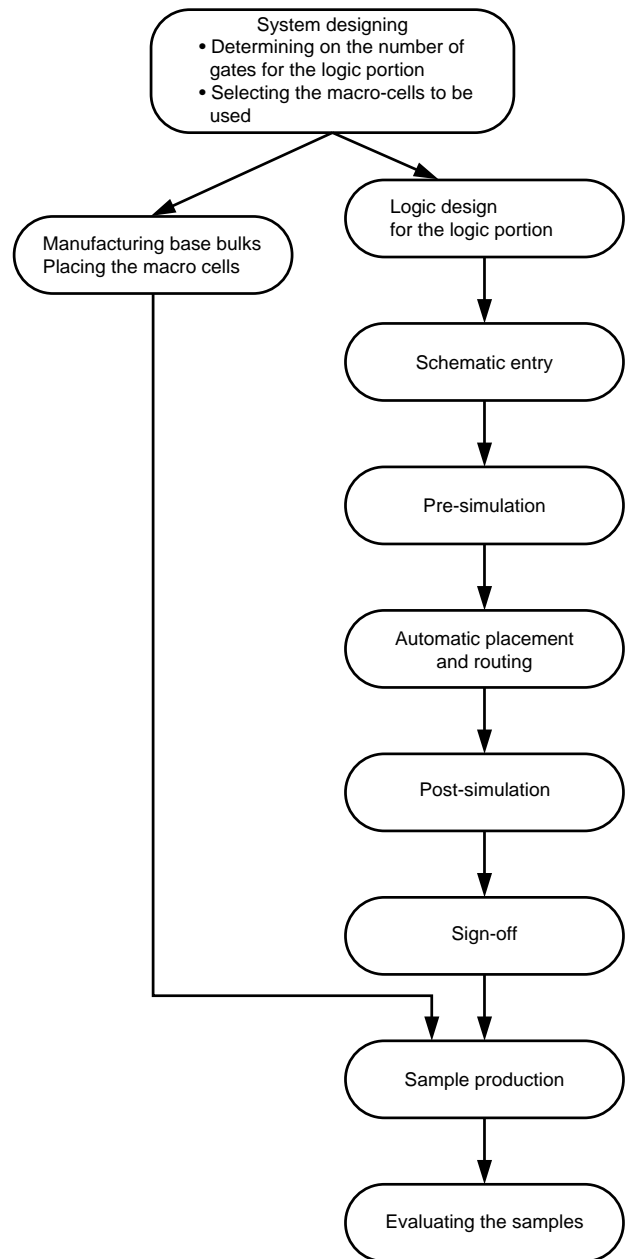 System designing
• Determining on the number of
gates for the logic portion
• Selecting the macro-cells to be
used
Manufacturing base bulks
Placing the macro cells
Logic design
for the logic portion
Schematic entry
Pre-simulation
Automatic placement
and routing
Post-simulation
Sign-off
Sample production
Evaluating the samples